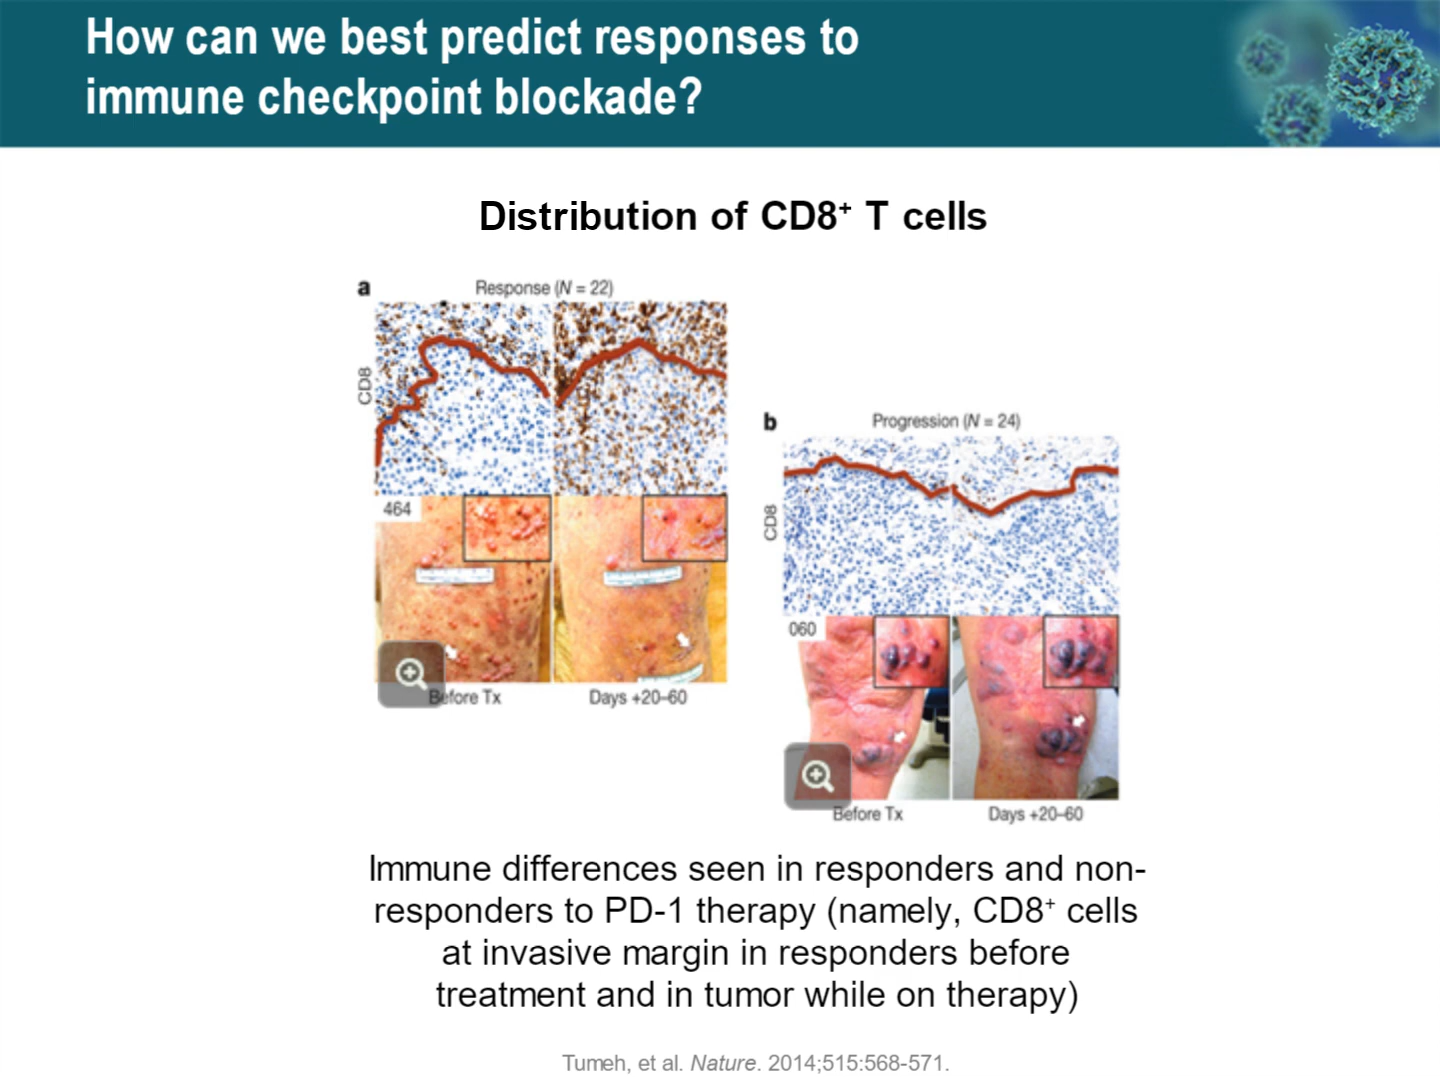 How can we best predict responses to
immune checkpoint blockade?
Distribution of CD8⁺ T cells
a
Response (N = 22)
CD8
464
Before Tx
Days +20–60
b
Progression (N = 24)
CD8
060
Before Tx
Days +20–60
Immune differences seen in responders and non-
responders to PD-1 therapy (namely, CD8⁺ cells
at invasive margin in responders before
treatment and in tumor while on therapy)
Tumeh, et al. Nature. 2014;515:568-571.